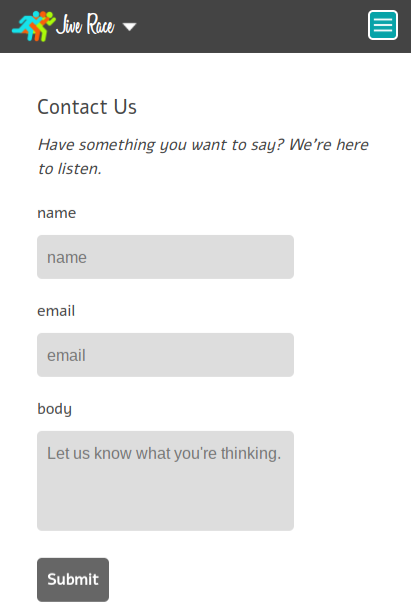 Jive Race
Contact Us
Have something you want to say? We're here
to listen.
name
name
email
email
body
Let us know what you're thinking.
Submit